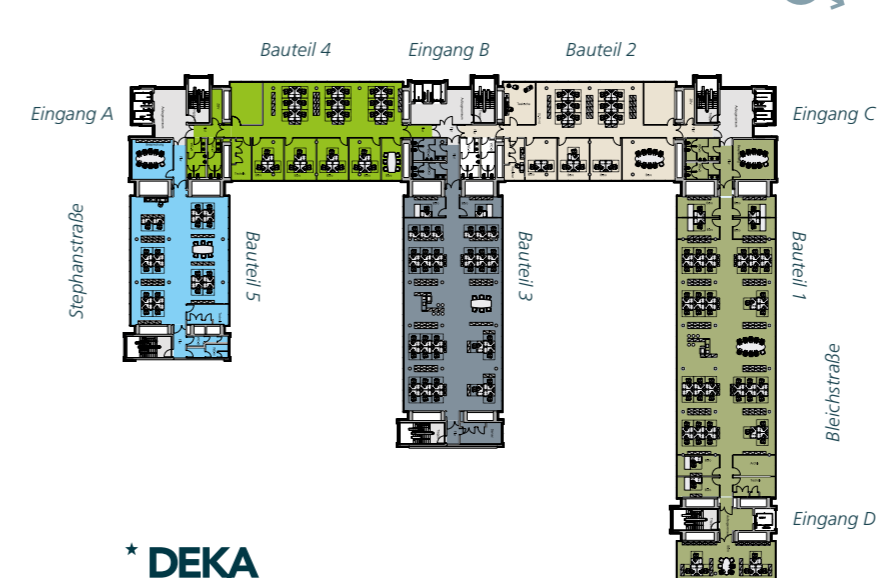 Bauteil 4
Eingang B
Bauteil 2
Eingang A
Eingang C
Stephanstraße
Bauteil 5
Bauteil 3
Bauteil 1
Bleichstraße
Eingang D
* DEKA